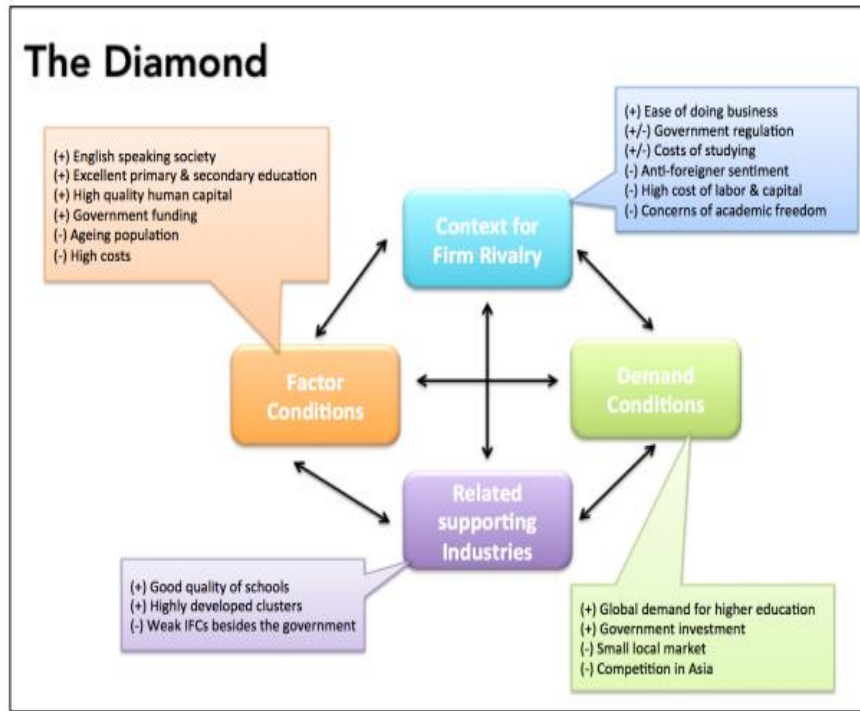 The Diamond
(+) Ease of doing business
(+/-) Government regulation
(+/-) Costs of studying
(-) Anti-foreigner sentiment
(-) High cost of labor & capital
(-) Concerns of academic freedom
(+) English speaking society
(+) Excellent primary & secondary education
(+) High quality human capital
(+) Government funding
(-) Ageing population
(-) High costs
Context for
Firm Rivalry
Factor
Conditions
Demand
Conditions
Related
supporting
Industries
(+) Good quality of schools
(+) Highly developed clusters
(-) Weak IFCs besides the government
(+) Global demand for higher education
(+) Government investment
(-) Small local market
(-) Competition in Asia